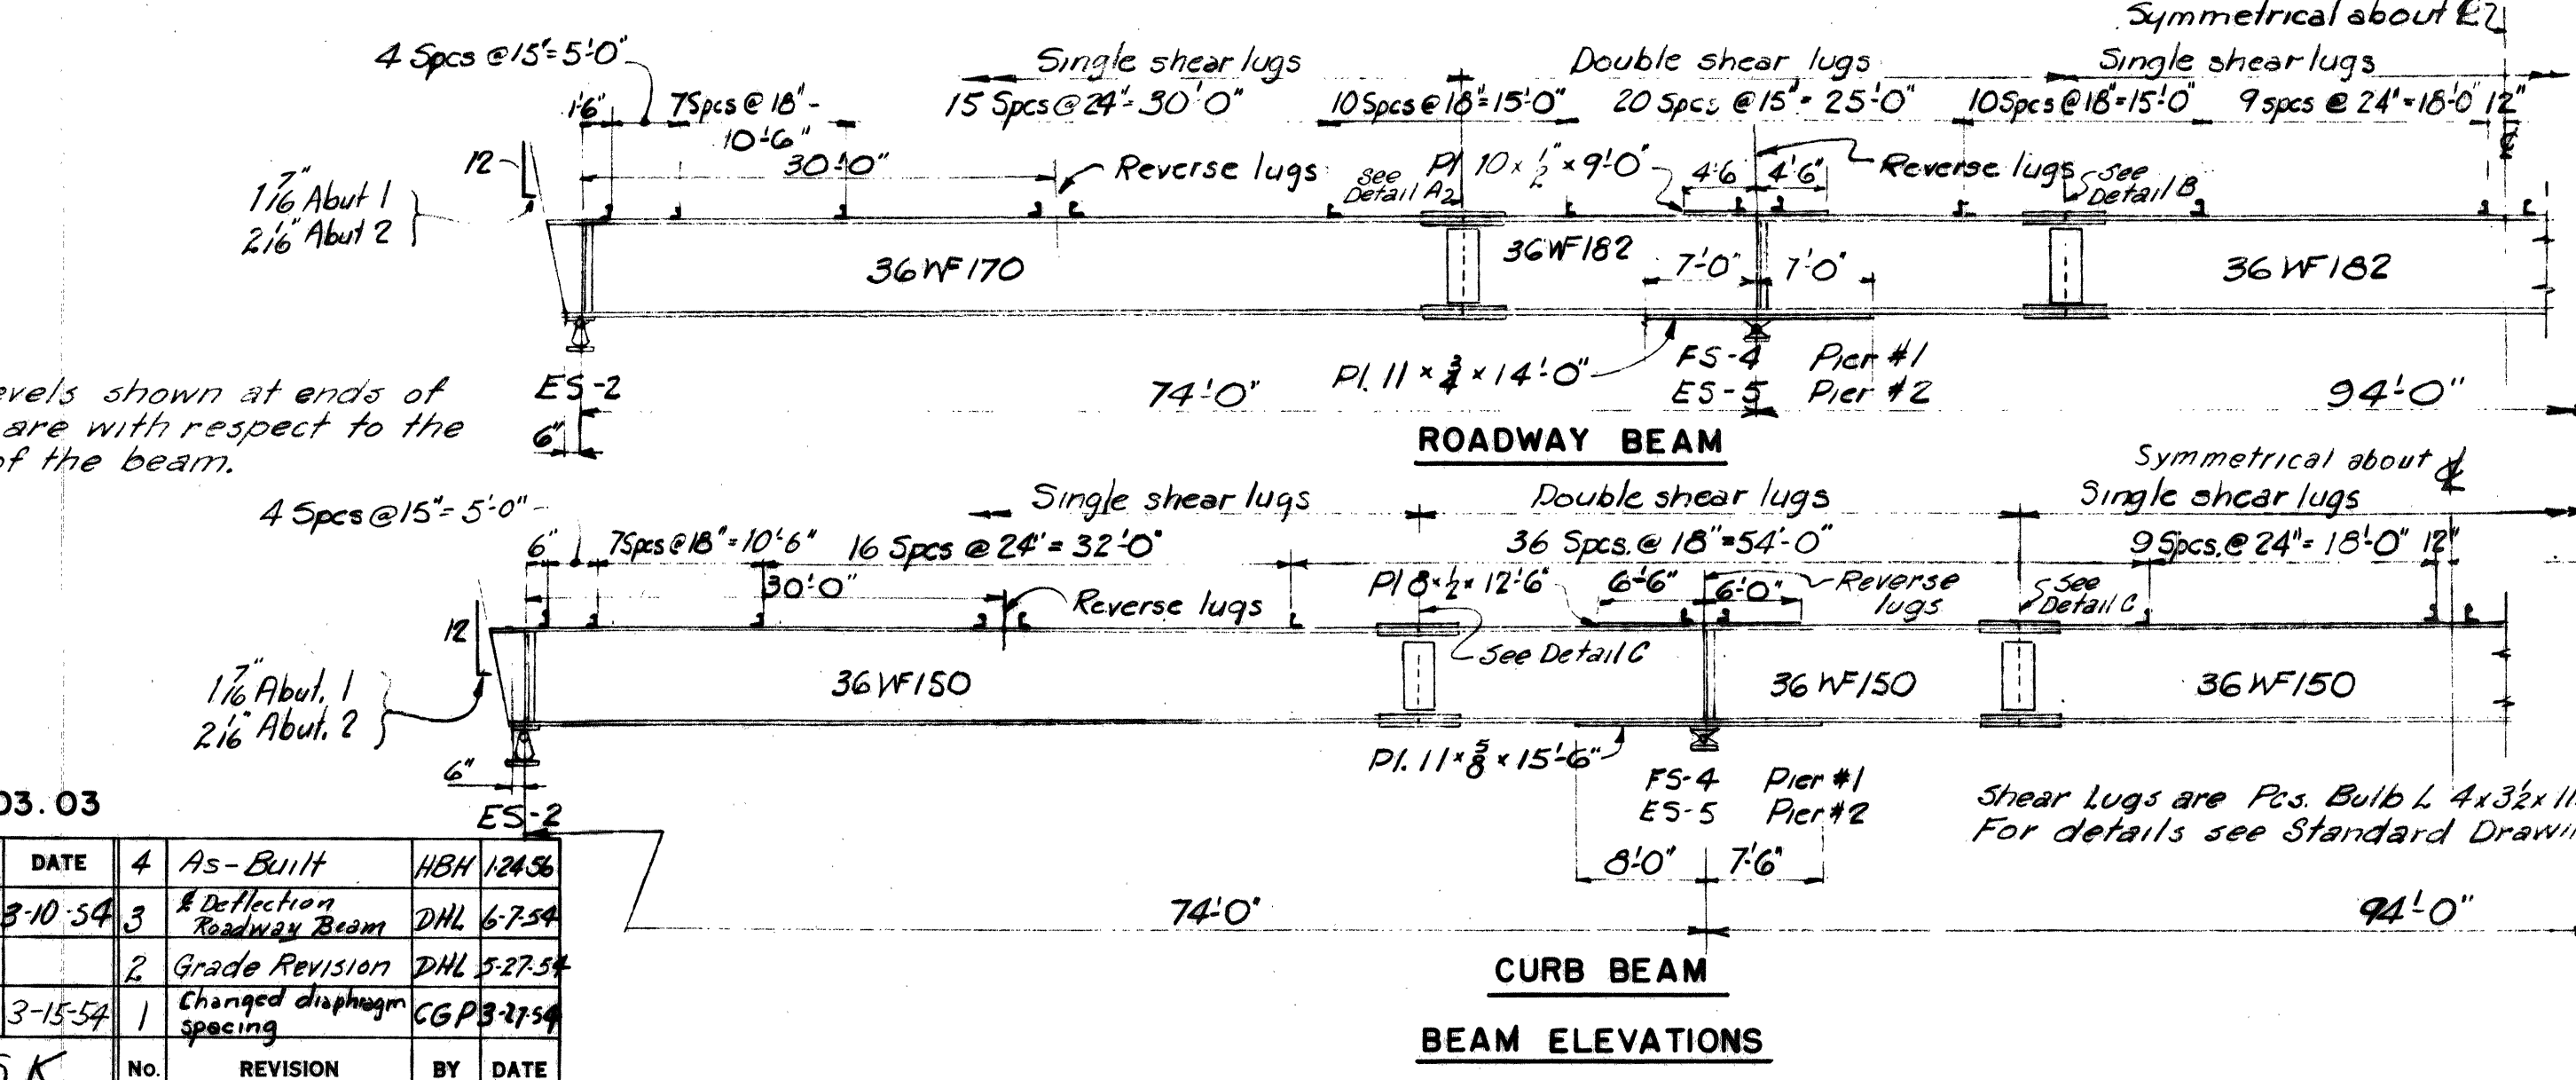 Symmetrical about ℄
4 Spcs @ 15"=5'-0"
Single shear lugs
Double shear lugs
Single shear lugs
1'6"
7 Spcs @ 18"-
10'-6"
15 Spcs @ 24"= 30'-0"
10 Spcs @ 18"=15'-0"
20 Spcs @ 15"= 25'-0"
10 Spcs @ 18"=15'-0"
9 spcs @ 24"=18'-0"
12"
℄
12
30'-0"
Reverse lugs
See
Detail A2
Pl 10 x 1/2" x 9'-0"
4'6
4'6"
Reverse lugs
See
Detail B
1 7/16" Abut 1
2 1/16" Abut 2
36 WF 170
36 WF 182
7'-0"
7'-0"
36 WF 182
ES-2
6"
74'-0"
Pl. 11 x 3/4 x 14'-0"
FS-4 Pier #1
ES-5 Pier #2
94'-0"
evels shown at ends of
are with respect to the
of the beam.
ROADWAY BEAM
Symmetrical about ℄
4 Spcs @ 15"= 5'-0"
Single shear lugs
Double shear lugs
Single shear lugs
6"
7 Spcs @ 18"=10'-6"
16 Spcs @ 24"= 32'-0"
36 Spcs. @ 18"=54'-0"
9 Spcs. @ 24"= 18'-0"
12"
30'-0"
Reverse lugs
Pl 8 x 1/2 x 12'-6"
6'-6"
6'-0"
Reverse
lugs
See
Detail C
12
See Detail C
1 7/16" Abut. 1
2 1/16" Abut. 2
36 WF 150
36 WF 150
36 WF 150
6"
ES-2
Pl. 11 x 5/8 x 15'-6"
FS-4 Pier #1
ES-5 Pier #2
Shear Lugs are Pcs. Bulb L 4 x 3 1/2 x 11
For details see Standard Drawi
8'-0"
7'-6"
74'-0"
94'-0"
CURB BEAM
BEAM ELEVATIONS
03.03
DATE 4 As-Built HBH 1-24-56
3-10-54 3 ℄ Deflection
Roadway Beam DHL 6-7-54
2 Grade Revision DHL 5-27-54
3-15-54 1 Changed diaphragm
spacing CGP 3-27-54
No. REVISION BY DATE